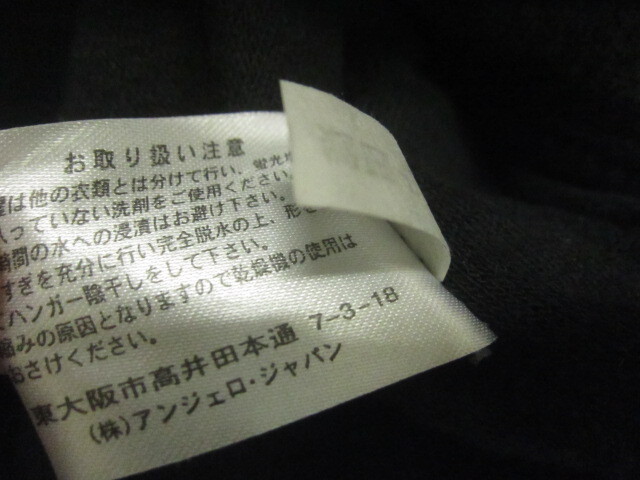 お取り扱い注意
は他の衣類とは分けて行い、蛍光
入っていない洗剤をご使用ください。
時間の水への浸漬はお避け下さい。
すぎを充分に行い完全脱水の上、形を
ハンガー陰干しをして下さい。
縮みの原因となりますので乾燥機の使用は
おさけください。
東大阪市高井田本通 7-3-18
(株)アンジェロ・ジャパン